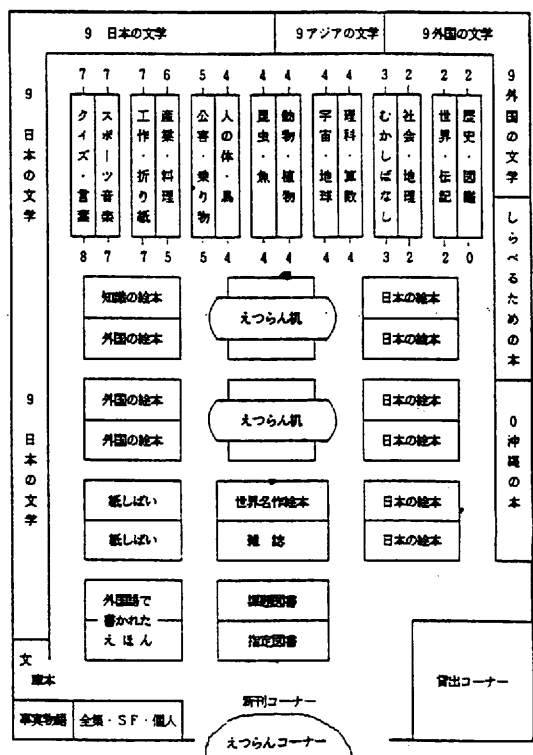 9 日本の文学
9アジアの文学
9外国の文学
9 日本の文学
9外国の文学
7 7 7 6 5 4 4 4 4 4 3 2 2 2
クイズ・言葉
スポーツ音楽
工作・折り紙
産業・料理
公害・乗り物
人の体・鳥
昆虫・魚
動物・植物
宇宙・地球
理科・算数
むかしばなし
社会・地理
世界・伝記
歴史・図鑑
8 7 7 5 5 4 4 4 4 4 3 2 2 0
しらべるための本
知識の絵本
外国の絵本
えつらん机
日本の絵本
日本の絵本
9 日本の文学
外国の絵本
外国の絵本
えつらん机
日本の絵本
日本の絵本
0沖縄の本
紙しばい
紙しばい
世界名作絵本
雑誌
日本の絵本
日本の絵本
外国語で
書かれた
えほん
課題図書
指定図書
文庫本
貸出コーナー
事実物語
全集・SF・個人
新刊コーナー
えつらんコーナー